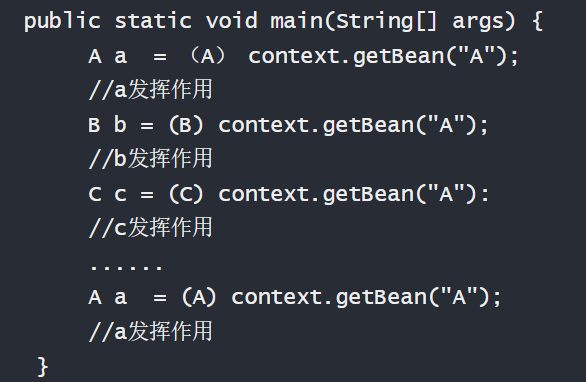 public static void main(String[] args) {
A a  = （A） context.getBean("A");
//a发挥作用
B b = (B) context.getBean("A");
//b发挥作用
C c = (C) context.getBean("A"):
//c发挥作用
......
A a  = (A) context.getBean("A");
//a发挥作用
}